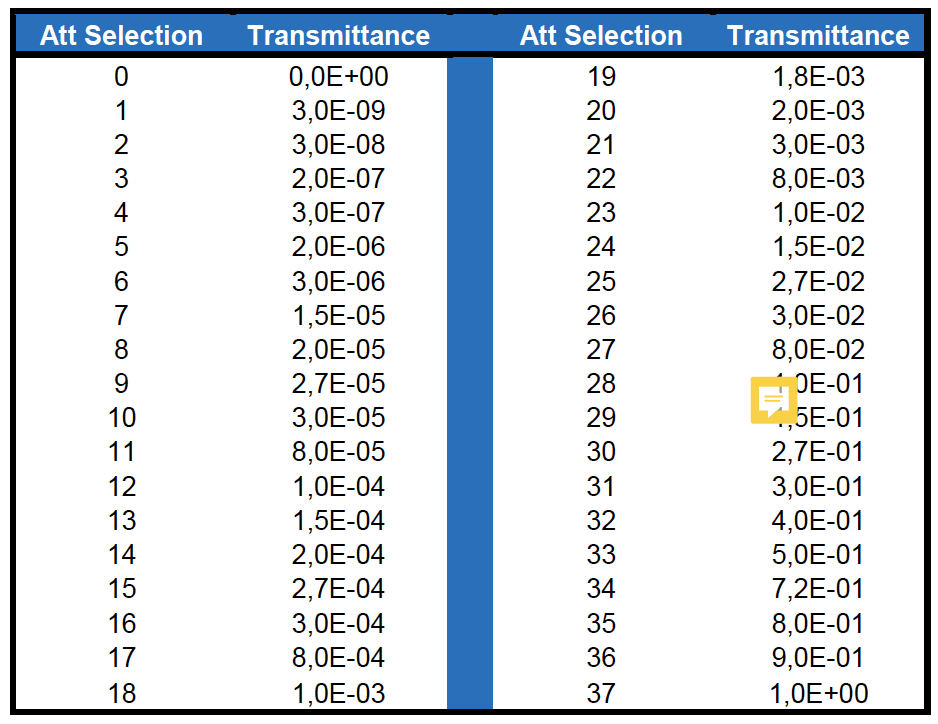 Att Selection Transmittance Att Selection Transmittance
0 0,0E+00 19 1,8E-03
1 3,0E-09 20 2,0E-03
2 3,0E-08 21 3,0E-03
3 2,0E-07 22 8,0E-03
4 3,0E-07 23 1,0E-02
5 2,0E-06 24 1,5E-02
6 3,0E-06 25 2,7E-02
7 1,5E-05 26 3,0E-02
8 2,0E-05 27 8,0E-02
9 2,7E-05 28 1,0E-01
10 3,0E-05 29 1,5E-01
11 8,0E-05 30 2,7E-01
12 1,0E-04 31 3,0E-01
13 1,5E-04 32 4,0E-01
14 2,0E-04 33 5,0E-01
15 2,7E-04 34 7,2E-01
16 3,0E-04 35 8,0E-01
17 8,0E-04 36 9,0E-01
18 1,0E-03 37 1,0E+00